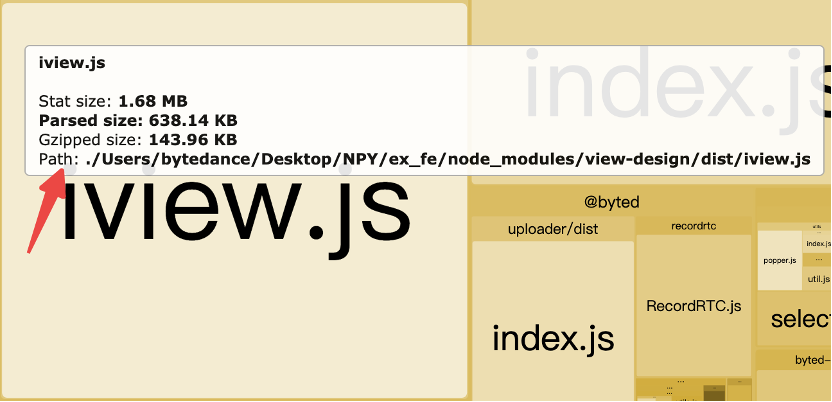 iview.js
Stat size: 1.68 MB
Parsed size: 638.14 KB
Gzipped size: 143.96 KB
Path: ./Users/bytedance/Desktop/NPY/ex_fe/node_modules/view-design/dist/iview.js
index.js
iview.js
@byted
uploader/dist
recordrtc
index.js
RecordRTC.js
utils
...
popper.js
index.js
...
util.js
select
byted-
...
...
...
...
...